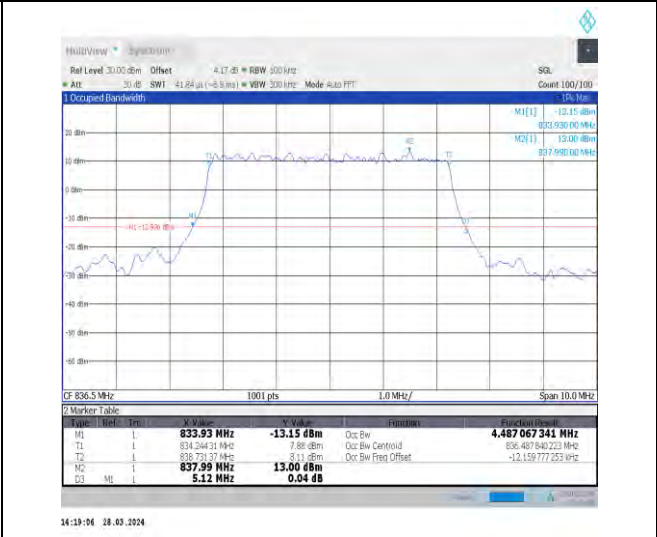 MultiView Spectrum
Ref Level 30.00 dBm Offset 4.17 dB RBW 100 kHz SGL
Att 30 dB SWT 41.84 µs (~6.9 ms) VBW 300 kHz Mode Auto FFT Count 100/100
1 Occupied Bandwidth 1Pk Max
M1[1] -13.15 dBm
833.930 00 MHz
M2[1] 13.00 dBm
837.990 00 MHz
20 dBm
M2
10 dBm T1 T2
0 dBm
-10 dBm
M1 D3
-20 dBm
-30 dBm
-40 dBm
-50 dBm
-60 dBm
CF 836.5 MHz 1001 pts 1.0 MHz/ Span 10.0 MHz
2 Marker Table
Type Ref Trc X Value Y Value Function Function Result
M1 1 833.93 MHz -13.15 dBm Occ Bw 4.487 067 341 MHz
T1 1 834.244 31 MHz 7.88 dBm Occ Bw Centroid 836.487 840 223 MHz
T2 1 838.731 37 MHz 8.11 dBm Occ Bw Freq Offset -12.159 777 253 kHz
M2 1 837.99 MHz 13.00 dBm
D3 M1 1 5.12 MHz 0.04 dB
14:19:06 28.03.2024